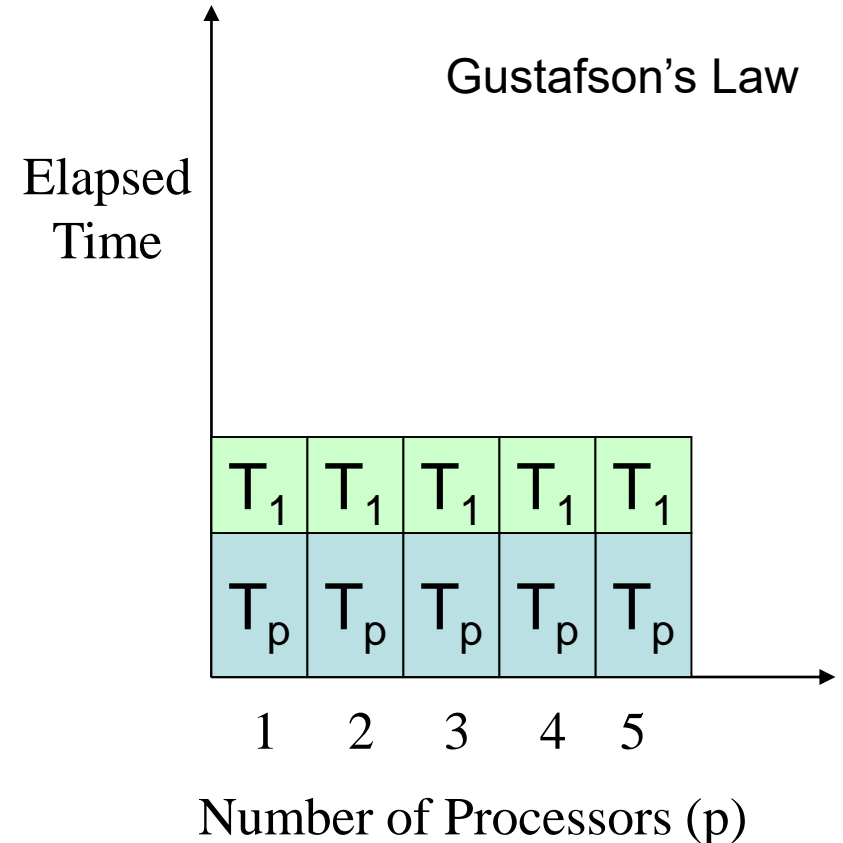 Gustafson’s Law
Elapsed
Time
T₁ T₁ T₁ T₁ T₁
Tₚ Tₚ Tₚ Tₚ Tₚ
1 2 3 4 5
Number of Processors (p)